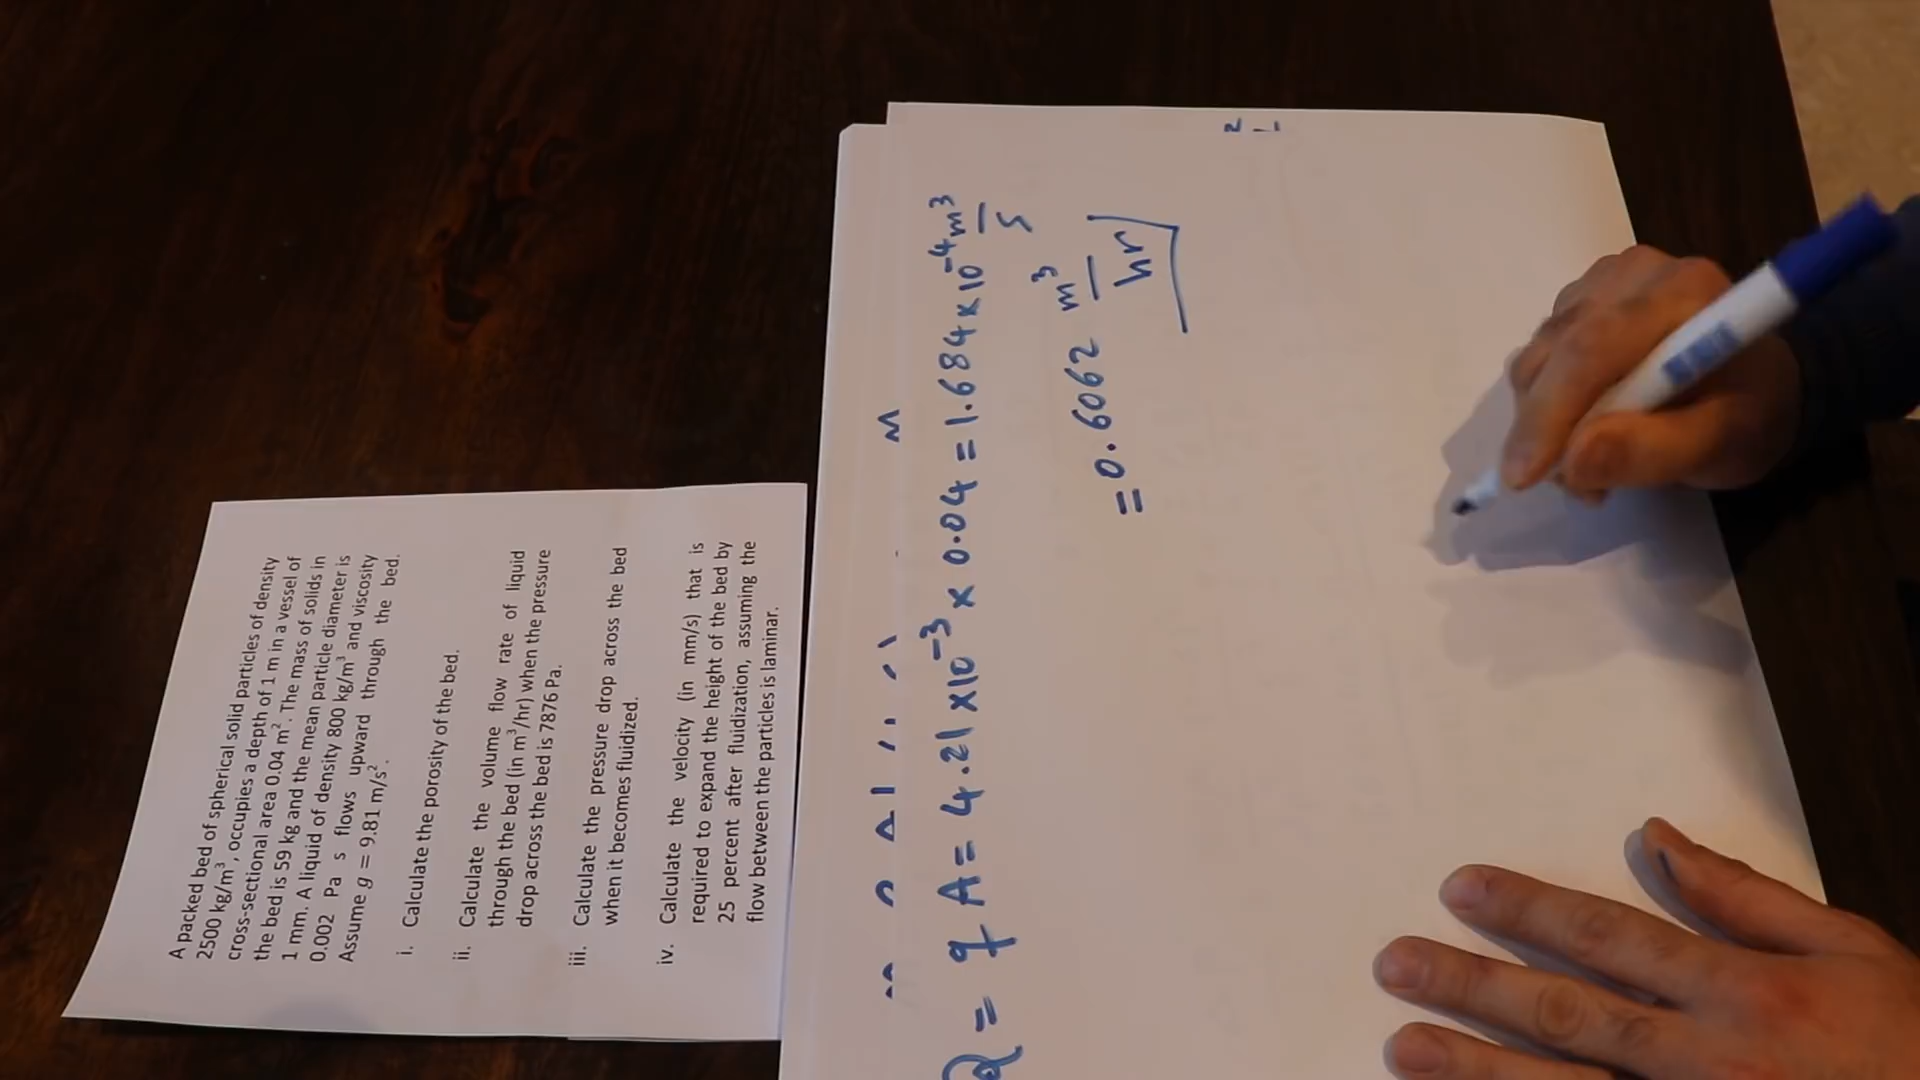 A packed bed of spherical solid particles of density
2500 kg/m³, occupies a depth of 1 m in a vessel of
cross-sectional area 0.04 m². The mass of solids in
the bed is 59 kg and the mean particle diameter is
1 mm. A liquid of density 800 kg/m³ and viscosity
0.002 Pa s flows upward through the bed.
Assume g = 9.81 m/s².
i. Calculate the porosity of the bed.
ii. Calculate the volume flow rate of liquid
through the bed (in m³/hr) when the pressure
drop across the bed is 7876 Pa.
iii. Calculate the pressure drop across the bed
when it becomes fluidized.
iv. Calculate the velocity (in mm/s) that is
required to expand the height of the bed by
25 percent after fluidization, assuming the
flow between the particles is laminar.
Q = q A = 4.21 x10⁻³ x 0.04 = 1.684 x 10⁻⁴ m³/s
= 0.6062 m³/hr